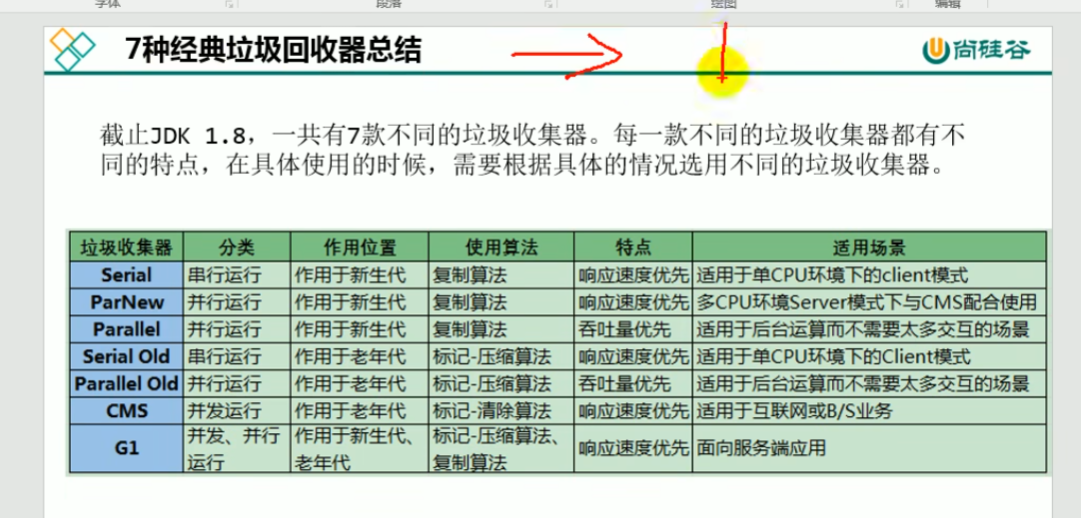 字体 段落 绘图 编辑
7种经典垃圾回收器总结 尚硅谷
截止JDK 1.8，一共有7款不同的垃圾收集器。每一款不同的垃圾收集器都有不
同的特点，在具体使用的时候，需要根据具体的情况选用不同的垃圾收集器。
垃圾收集器 分类 作用位置 使用算法 特点 适用场景
Serial 串行运行 作用于新生代 复制算法 响应速度优先 适用于单CPU环境下的client模式
ParNew 并行运行 作用于新生代 复制算法 响应速度优先 多CPU环境Server模式下与CMS配合使用
Parallel 并行运行 作用于新生代 复制算法 吞吐量优先 适用于后台运算而不需要太多交互的场景
Serial Old 串行运行 作用于老年代 标记-压缩算法 响应速度优先 适用于单CPU环境下的Client模式
Parallel Old 并行运行 作用于老年代 标记-压缩算法 吞吐量优先 适用于后台运算而不需要太多交互的场景
CMS 并发运行 作用于老年代 标记-清除算法 响应速度优先 适用于互联网或B/S业务
G1 并发、并行运行 作用于新生代、老年代 标记-压缩算法、复制算法 响应速度优先 面向服务端应用